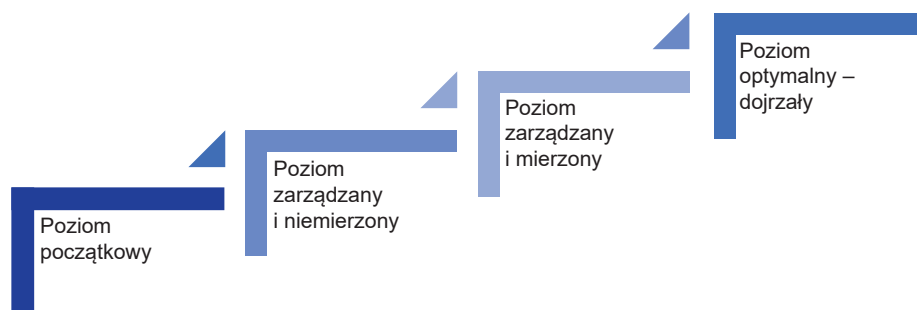 Poziom
początkowy
Poziom
zarządzany
i niemierzony
Poziom
zarządzany
i mierzony
Poziom
optymalny –
dojrzały